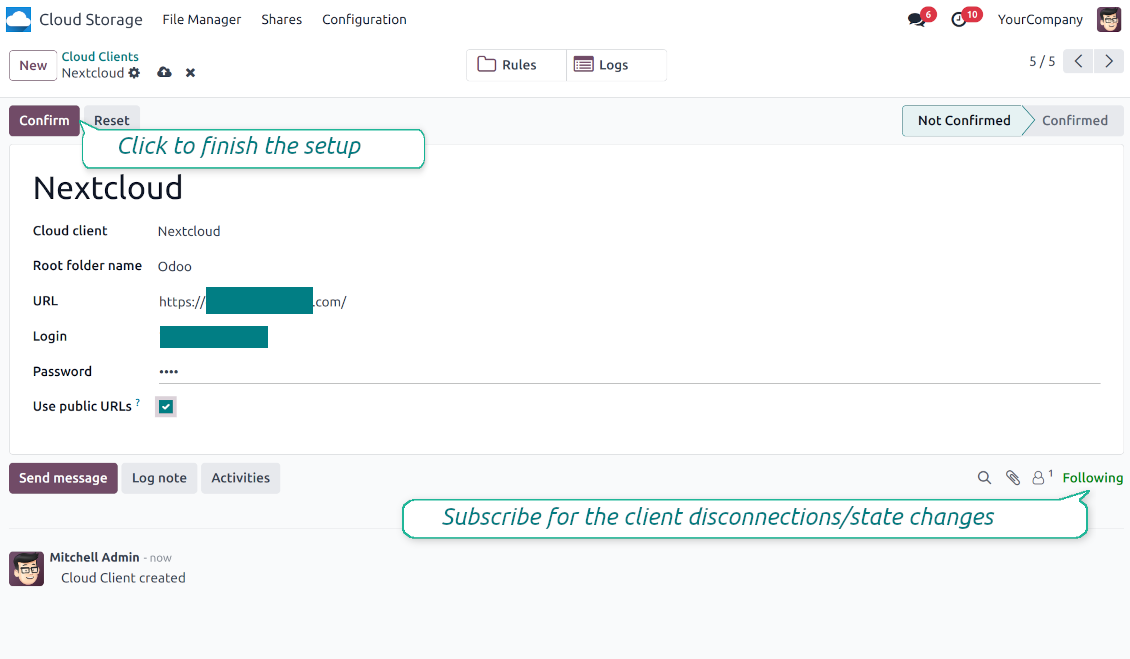 Cloud Storage File Manager Shares Configuration 6 10 YourCompany
New Cloud Clients
Nextcloud
Rules Logs 5 / 5
Confirm Reset Not Confirmed Confirmed
Click to finish the setup
Nextcloud
Cloud client Nextcloud
Root folder name Odoo
URL https:// .com/
Login
Password ••••
Use public URLs ?
Send message Log note Activities 1 Following
Subscribe for the client disconnections/state changes
Mitchell Admin - now
Cloud Client created